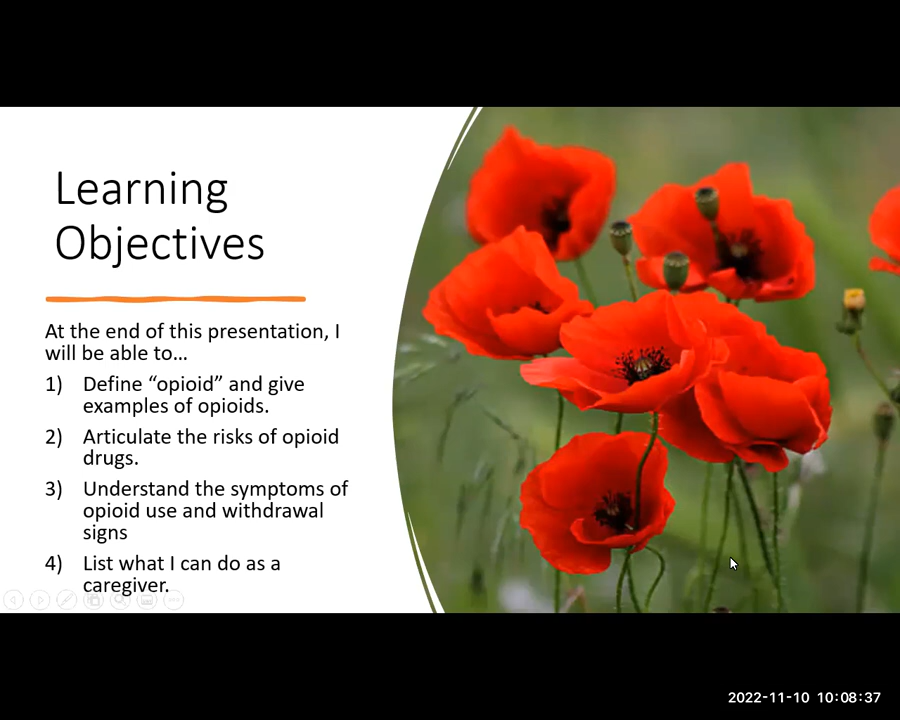 Learning
Objectives
At the end of this presentation, I
will be able to…
1) Define “opioid” and give
examples of opioids.
2) Articulate the risks of opioid
drugs.
3) Understand the symptoms of
opioid use and withdrawal
signs
4) List what I can do as a
caregiver.
2022-11-10 10:08:37